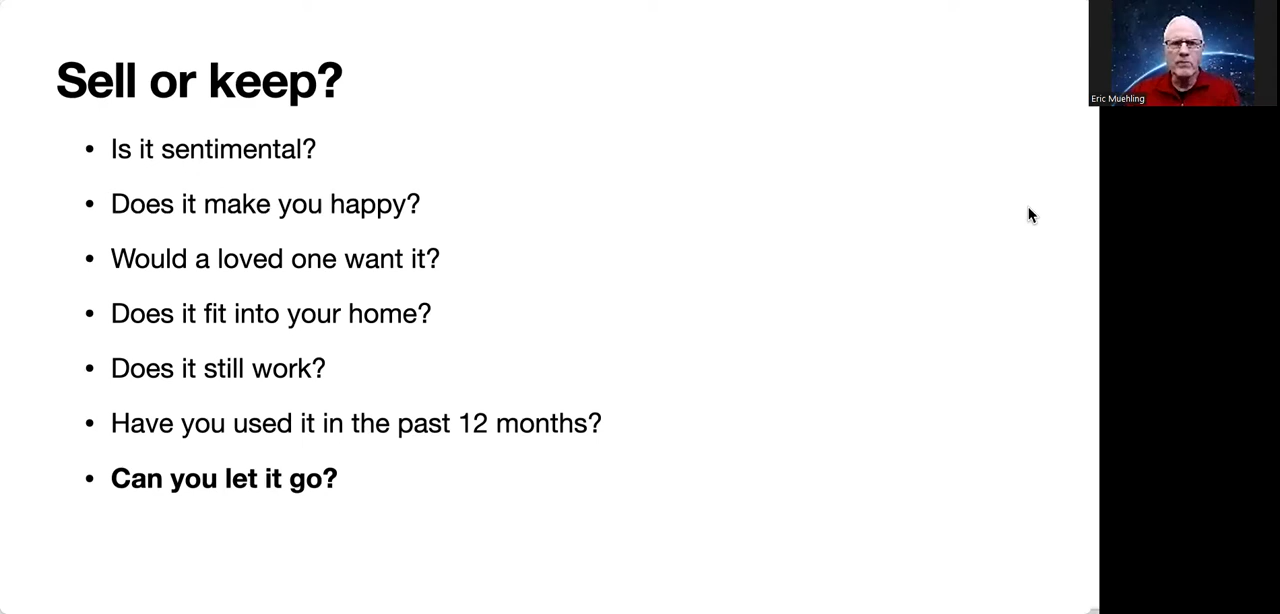 Sell or keep?
• Is it sentimental?
• Does it make you happy?
• Would a loved one want it?
• Does it fit into your home?
• Does it still work?
• Have you used it in the past 12 months?
• Can you let it go?
Eric Muehling